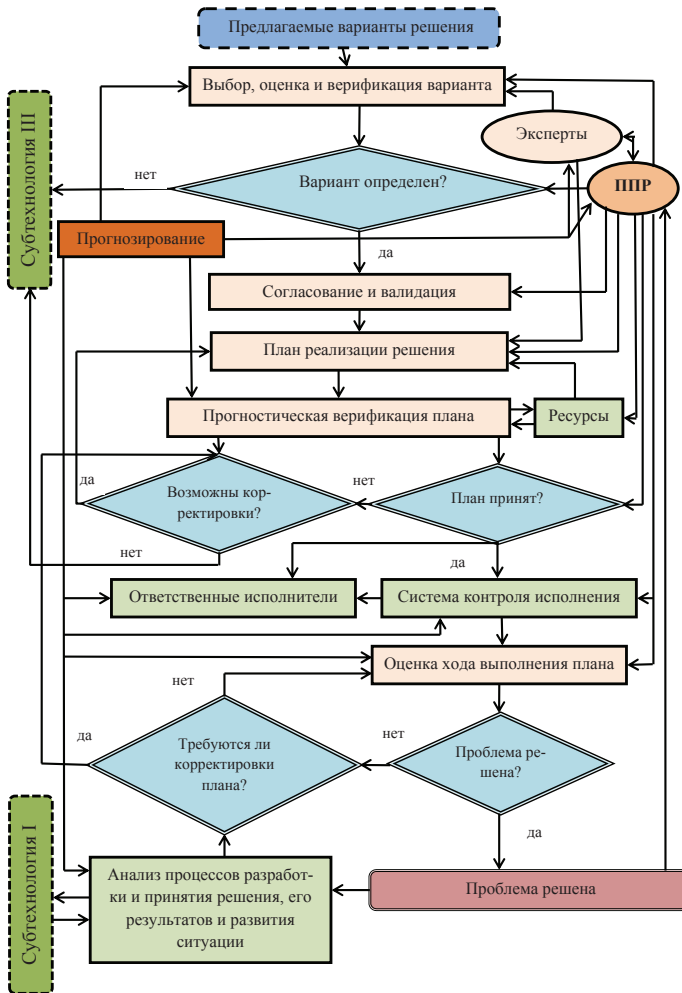 Предлагаемые варианты решения
Выбор, оценка и верификация варианта
Субтехнология III
Эксперты
нет
Вариант определен?
ППР
Прогнозирование
да
Согласование и валидация
План реализации решения
Прогностическая верификация плана
Ресурсы
да
Возможны кор-
ректировки?
нет
План принят?
нет
да
Ответственные исполнители
Система контроля исполнения
Оценка хода выполнения плана
нет
да
Требуются ли
корректировки
плана?
нет
Проблема ре-
шена?
да
Субтехнология I
Анализ процессов разработ-
ки и принятия решения, его
результатов и развития
ситуации
Проблема решена